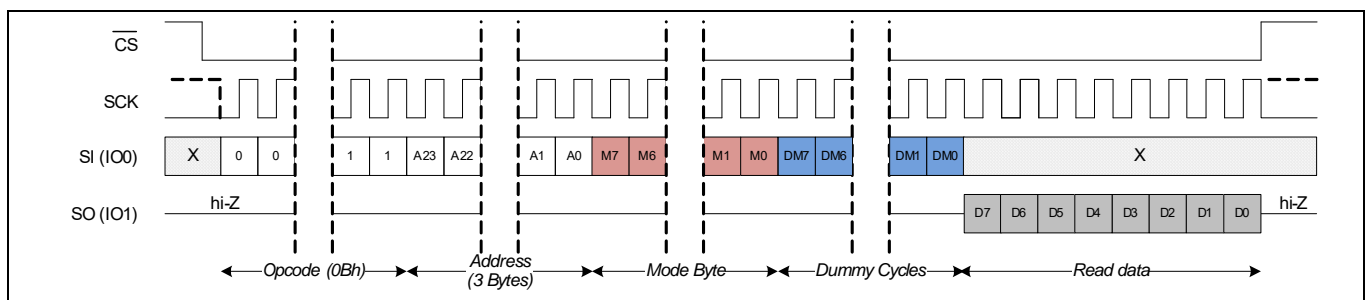 CS
SCK
SI (IO0) X 0 0 1 1 A23 A22 A1 A0 M7 M6 M1 M0 DM7 DM6 DM1 DM0 X
SO (IO1) hi-Z D7 D6 D5 D4 D3 D2 D1 D0 hi-Z
Opcode (0Bh) Address (3 Bytes) Mode Byte Dummy Cycles Read data